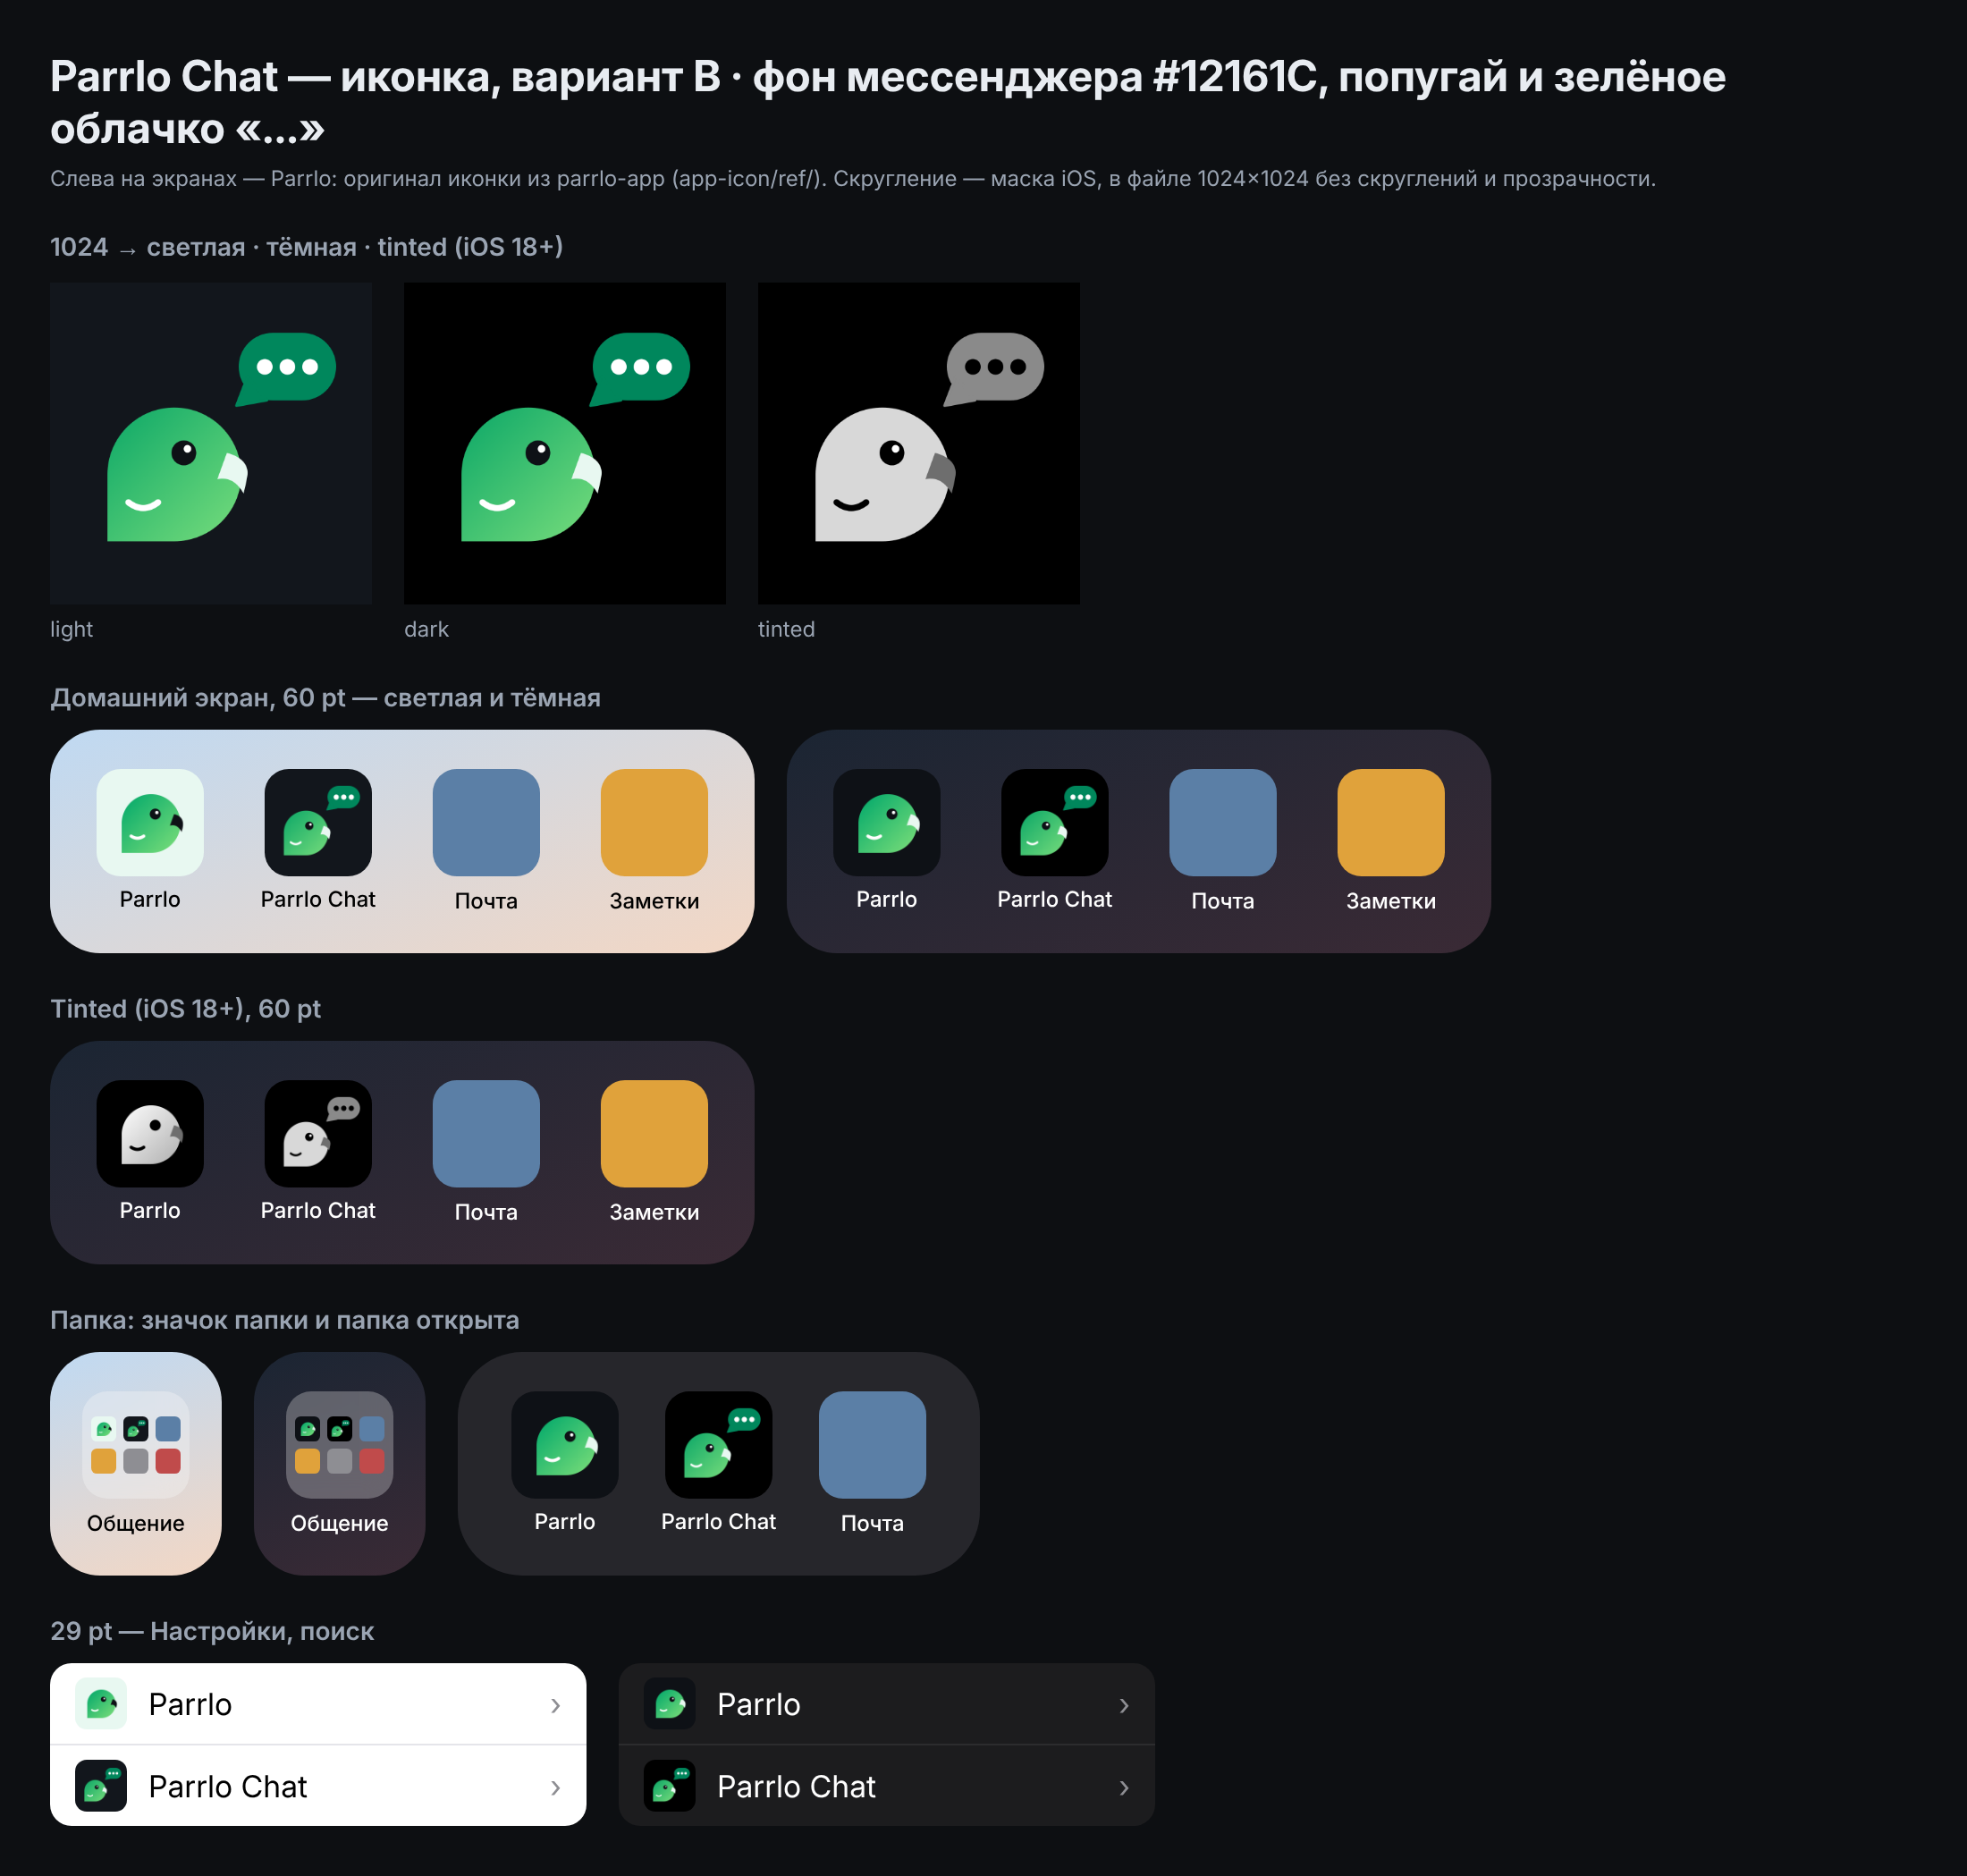 Parrlo Chat — иконка, вариант B · фон мессенджера #12161C, попугай и зелёное
облачко «…»
Слева на экранах — Parrlo: оригинал иконки из parrlo-app (app-icon/ref/). Скругление — маска iOS, в файле 1024×1024 без скруглений и прозрачности.
1024 → светлая · тёмная · tinted (iOS 18+)
light
dark
tinted
Домашний экран, 60 pt — светлая и тёмная
Parrlo
Parrlo Chat
Почта
Заметки
Parrlo
Parrlo Chat
Почта
Заметки
Tinted (iOS 18+), 60 pt
Parrlo
Parrlo Chat
Почта
Заметки
Папка: значок папки и папка открыта
Общение
Общение
Parrlo
Parrlo Chat
Почта
29 pt — Настройки, поиск
Parrlo
Parrlo Chat
Parrlo
Parrlo Chat